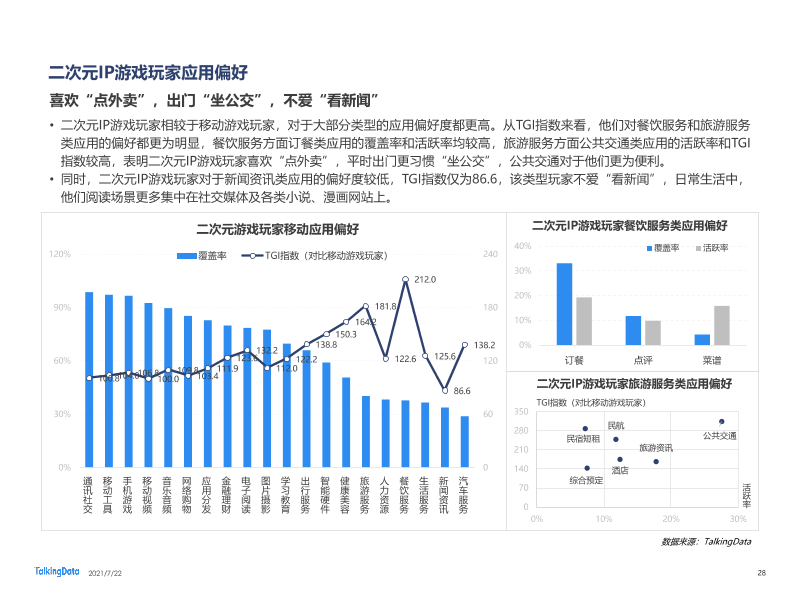 二次元IP游戏玩家应用偏好
喜欢“点外卖”，出门“坐公交”，不爱“看新闻”
• 二次元IP游戏玩家相较于移动游戏玩家，对于大部分类型的应用偏好度都更高。从TGI指数来看，他们对餐饮服务和旅游服务
类应用的偏好都更为明显，餐饮服务方面订餐类应用的覆盖率和活跃率均较高，旅游服务方面公共交通类应用的活跃率和TGI
指数较高，表明二次元IP游戏玩家喜欢“点外卖”，平时出门更习惯“坐公交”，公共交通对于他们更为便利。
• 同时，二次元IP游戏玩家对于新闻资讯类应用的偏好度较低，TGI指数仅为86.6，该类型玩家不爱“看新闻”，日常生活中，
他们阅读场景更多集中在社交媒体及各类小说、漫画网站上。
二次元游戏玩家移动应用偏好
覆盖率 TGI指数（对比移动游戏玩家）
120%
90%
60%
30%
0%
240
180
120
60
0
100.8
104.0
106.8
100.0
109.8
103.4
111.9
123.8
132.2
112.0
122.2
138.8
150.3
164.2
181.8
122.6
212.0
125.6
86.6
138.2
通讯社交
移动工具
手机游戏
移动视频
音乐音频
网络购物
应用分发
金融理财
电子阅读
图片摄影
学习教育
出行服务
智能硬件
健康美容
旅游服务
人力资源
餐饮服务
生活服务
新闻资讯
汽车服务
二次元IP游戏玩家餐饮服务类应用偏好
覆盖率 活跃率
40%
30%
20%
10%
0%
订餐 点评 菜谱
二次元IP游戏玩家旅游服务类应用偏好
TGI指数（对比移动游戏玩家）
350
280
210
140
70
0
民宿短租
民航
综合预定
酒店
旅游资讯
公共交通
活跃率
0% 10% 20% 30%
数据来源：TalkingData
TalkingData 2021/7/22 28